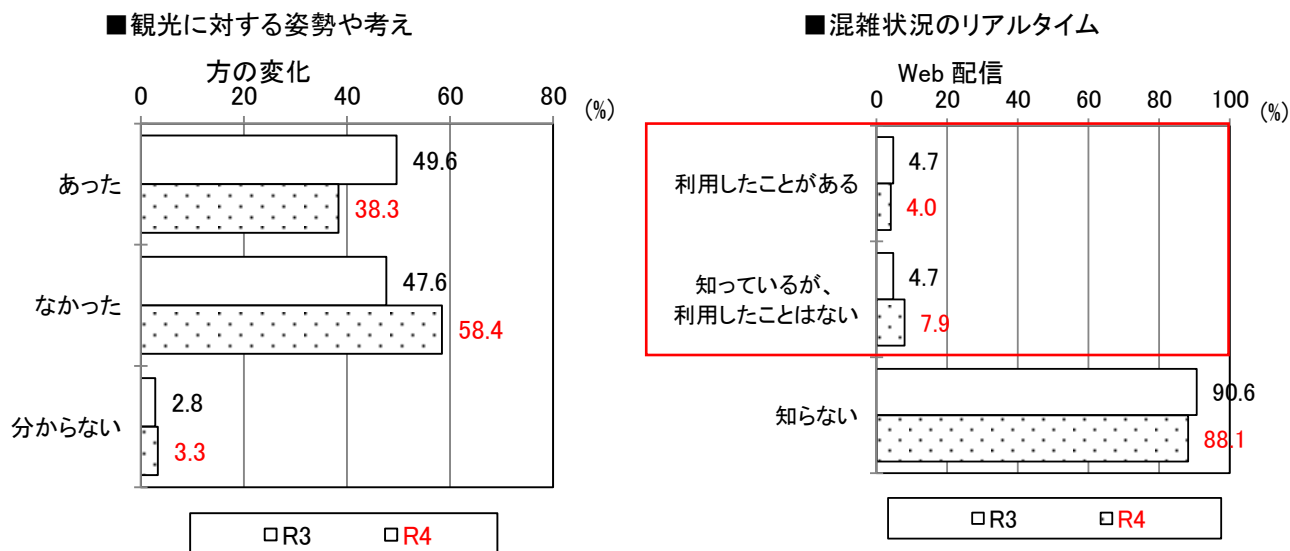 ■観光に対する姿勢や考え
方の変化
0 20 40 60 80 (%)
あった
49.6
38.3
なかった
47.6
58.4
分からない
2.8
3.3
R3 R4
■混雑状況のリアルタイム
Web 配信
0 20 40 60 80 100 (%)
利用したことがある
4.7
4.0
知っているが、
利用したことはない
4.7
7.9
知らない
90.6
88.1
R3 R4